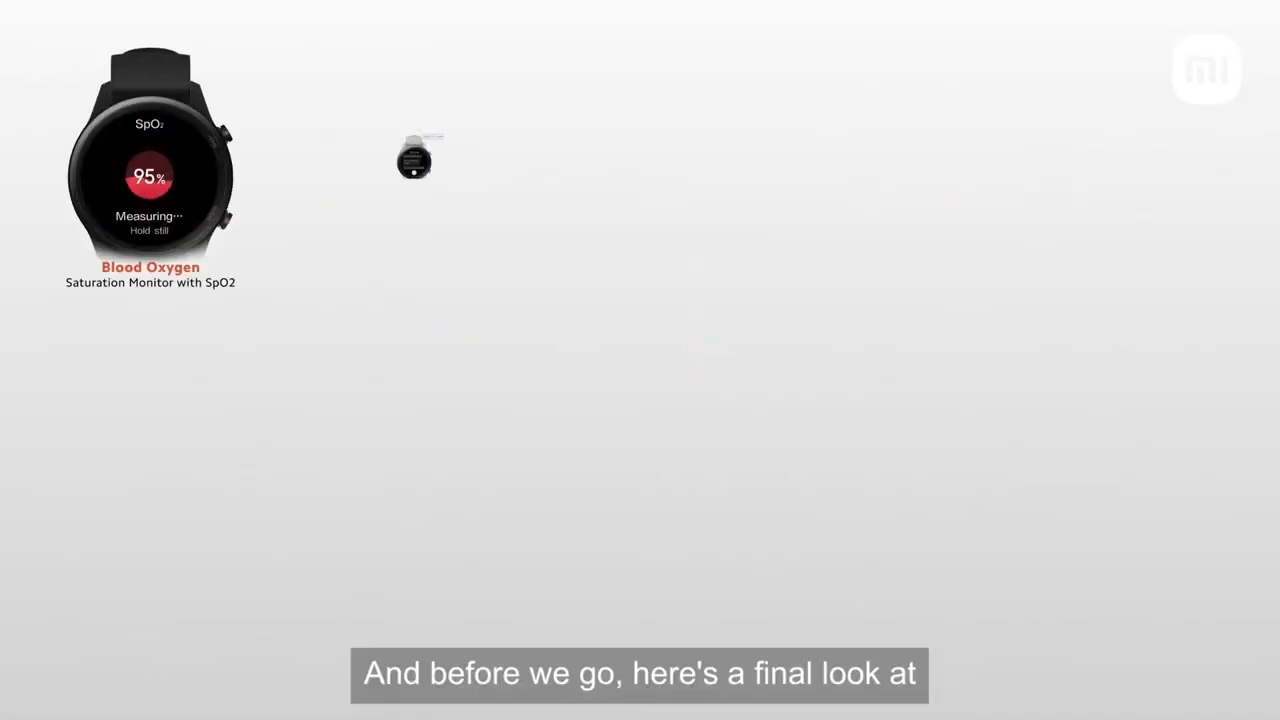 SpO₂
95%
Measuring···
Hold still
Blood Oxygen
Saturation Monitor with SpO2
mi
And before we go, here's a final look at